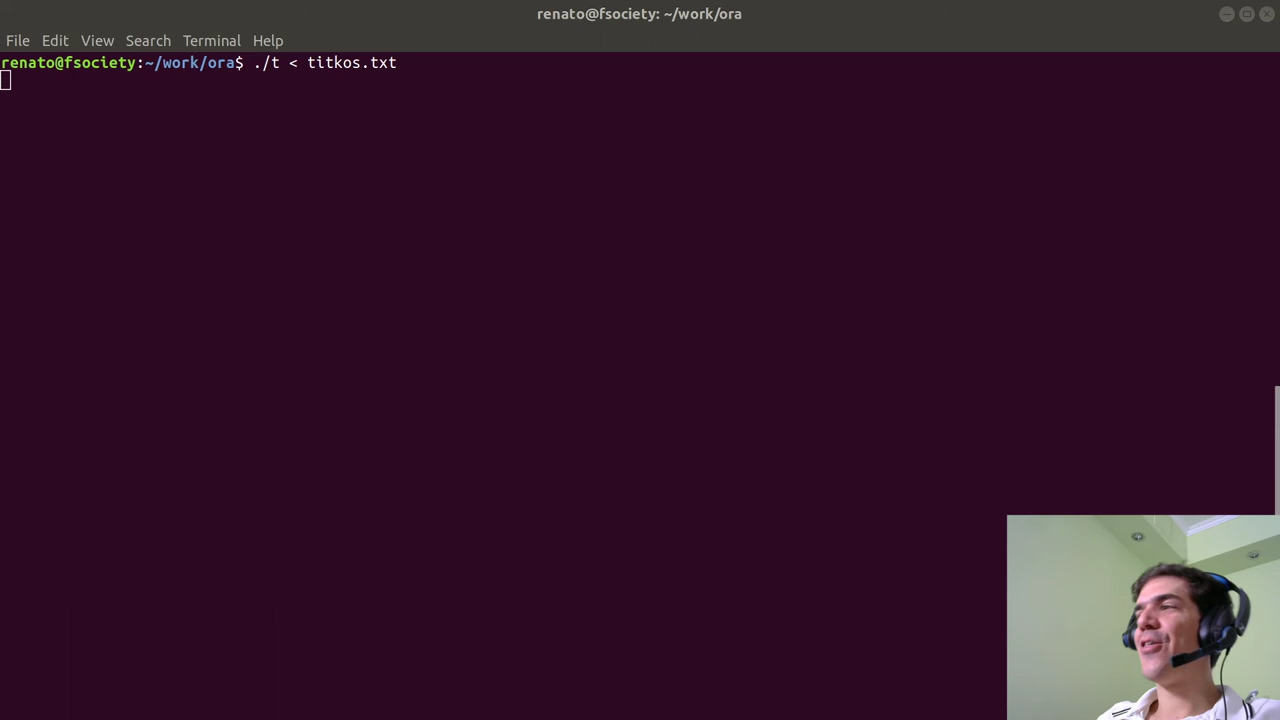 renato@fsociety: ~/work/ora
File Edit View Search Terminal Help
renato@fsociety:~/work/ora$ ./t < titkos.txt